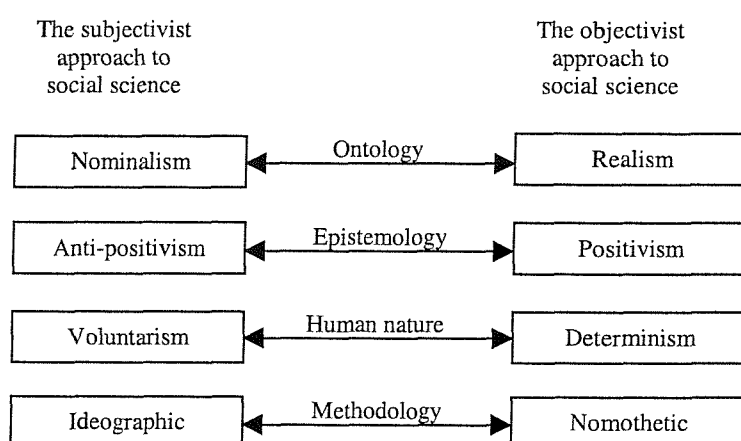 The subjectivist
approach to
social science
The objectivist
approach to
social science
Nominalism
Ontology
Realism
Anti-positivism
Epistemology
Positivism
Voluntarism
Human nature
Determinism
Ideographic
Methodology
Nomothetic